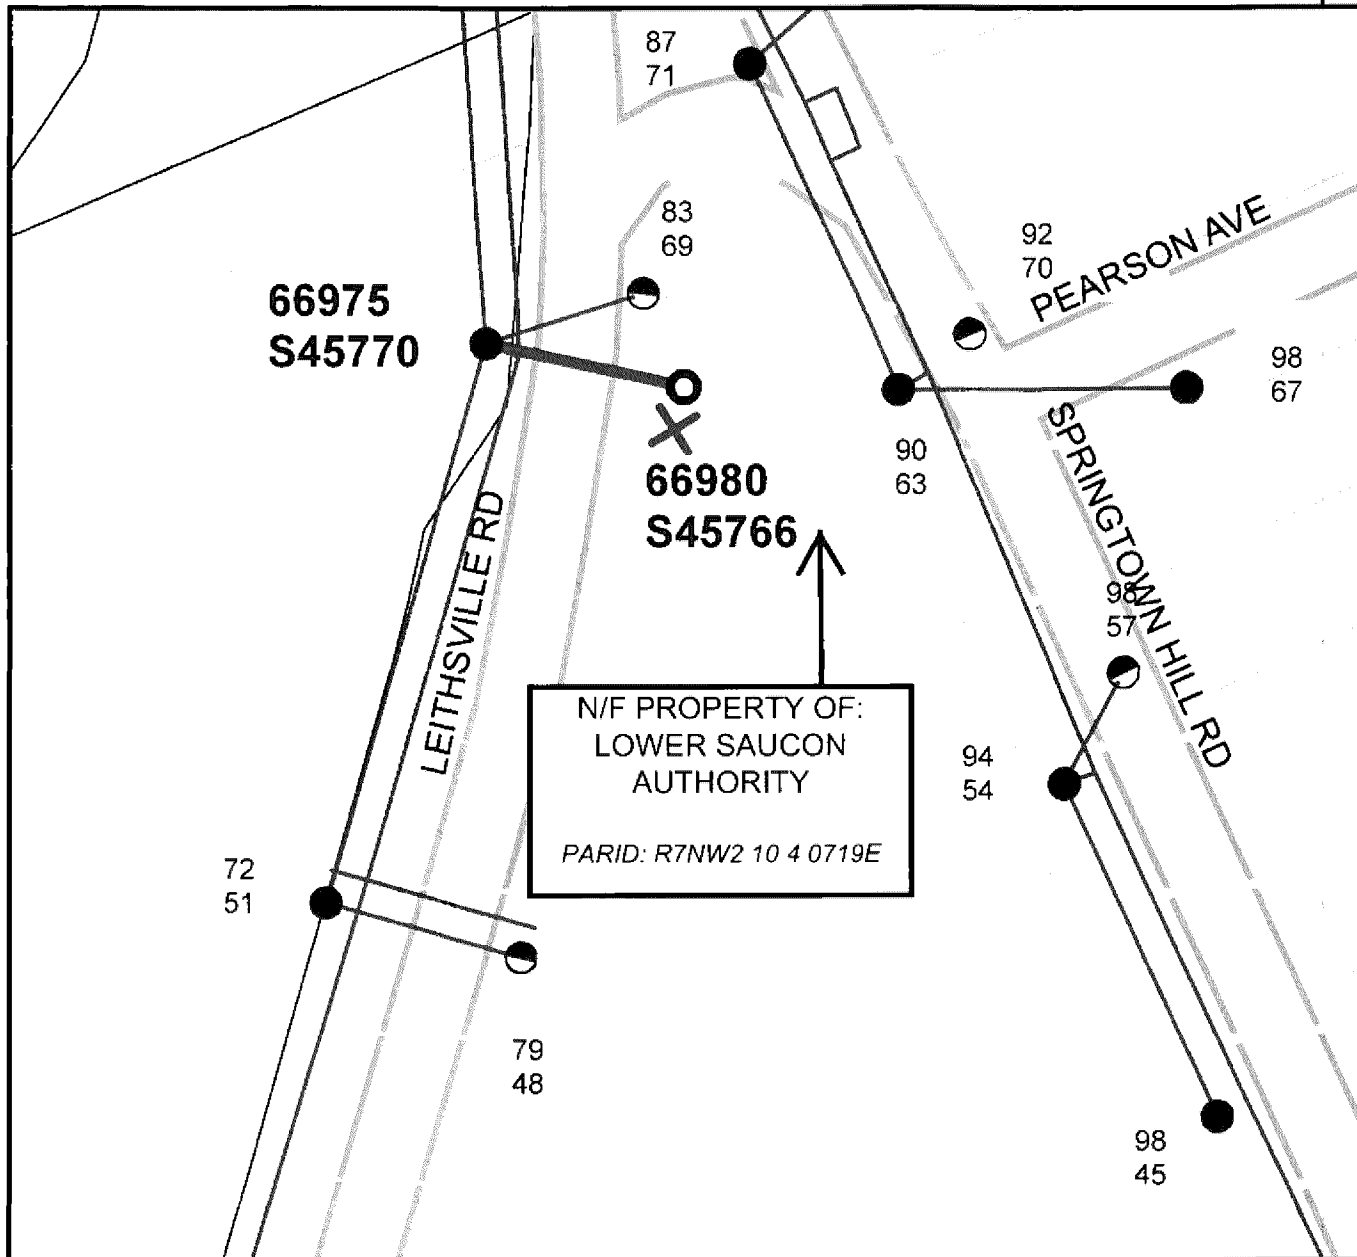 87
71
83
69
92
70
PEARSON AVE
66975
S45770
98
67
90
63
66980
S45766
SPRINGTOWN HILL RD
LEITHSVILLE RD
98
57
N/F PROPERTY OF:
LOWER SAUCON
AUTHORITY
PARID: R7NW2 10 4 0719E
94
54
72
51
79
48
98
45